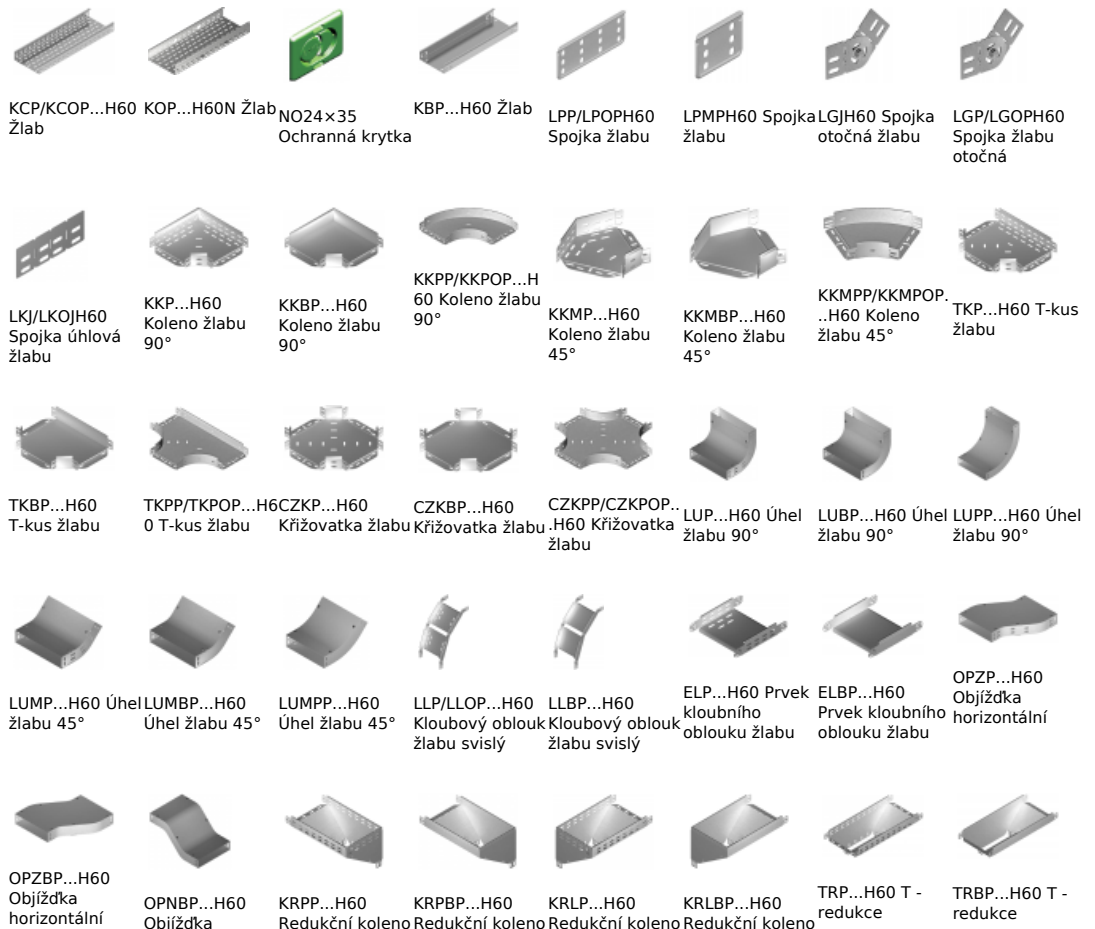 KCP/KCOP...H60
Žlab
KOP...H60N Žlab
NO24×35
Ochranná krytka
KBP...H60 Žlab
LPP/LPOPH60
Spojka žlabu
LPMPH60 Spojka
žlabu
LGJH60 Spojka
otočná žlabu
LGP/LGOPH60
Spojka žlabu
otočná
LKJ/LKOJH60
Spojka úhlová
žlabu
KKP...H60
Koleno žlabu
90°
KKBP...H60
Koleno žlabu
90°
KKPP/KKPOP...H
60 Koleno žlabu
90°
KKMP...H60
Koleno žlabu
45°
KKMBP...H60
Koleno žlabu
45°
KKMPP/KKMPOP.
..H60 Koleno
žlabu 45°
TKP...H60 T-kus
žlabu
TKBP...H60
T-kus žlabu
TKPP/TKPOP...H6
0 T-kus žlabu
CZKP...H60
Křižovatka žlabu
CZKBP...H60
Křižovatka žlabu
CZKPP/CZKPOP..
.H60 Křižovatka
žlabu
LUP...H60 Úhel
žlabu 90°
LUBP...H60 Úhel
žlabu 90°
LUPP...H60 Úhel
žlabu 90°
LUMP...H60 Úhel
žlabu 45°
LUMBP...H60
Úhel žlabu 45°
LUMPP...H60
Úhel žlabu 45°
LLP/LLOP...H60
Kloubový oblouk
žlabu svislý
LLBP...H60
Kloubový oblouk
žlabu svislý
ELP...H60 Prvek
kloubního
oblouku žlabu
ELBP...H60
Prvek kloubního
oblouku žlabu
OPZP...H60
Objížďka
horizontální
OPZBP...H60
Objížďka
horizontální
OPNBP...H60
Objížďka
KRPP...H60
Redukční koleno
KRPBP...H60
Redukční koleno
KRLP...H60
Redukční koleno
KRLBP...H60
Redukční koleno
TRP...H60 T -
redukce
TRBP...H60 T -
redukce